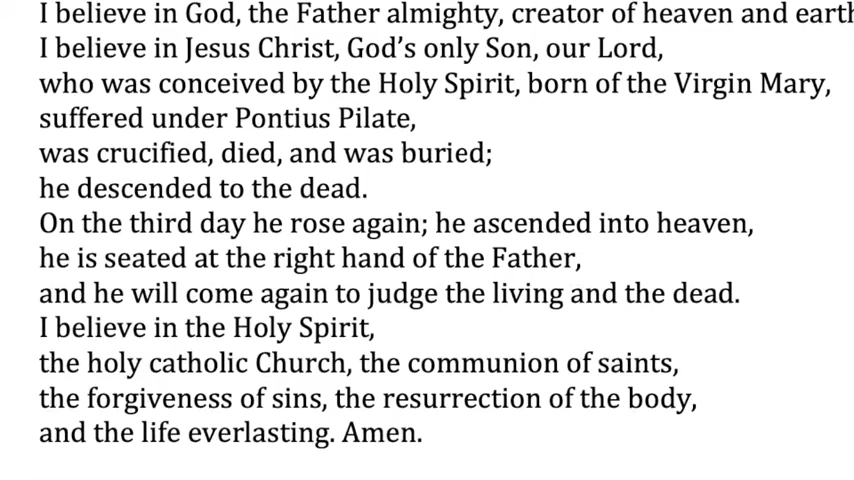 I believe in God, the Father almighty, creator of heaven and earth
I believe in Jesus Christ, God’s only Son, our Lord,
who was conceived by the Holy Spirit, born of the Virgin Mary,
suffered under Pontius Pilate,
was crucified, died, and was buried;
he descended to the dead.
On the third day he rose again; he ascended into heaven,
he is seated at the right hand of the Father,
and he will come again to judge the living and the dead.
I believe in the Holy Spirit,
the holy catholic Church, the communion of saints,
the forgiveness of sins, the resurrection of the body,
and the life everlasting. Amen.